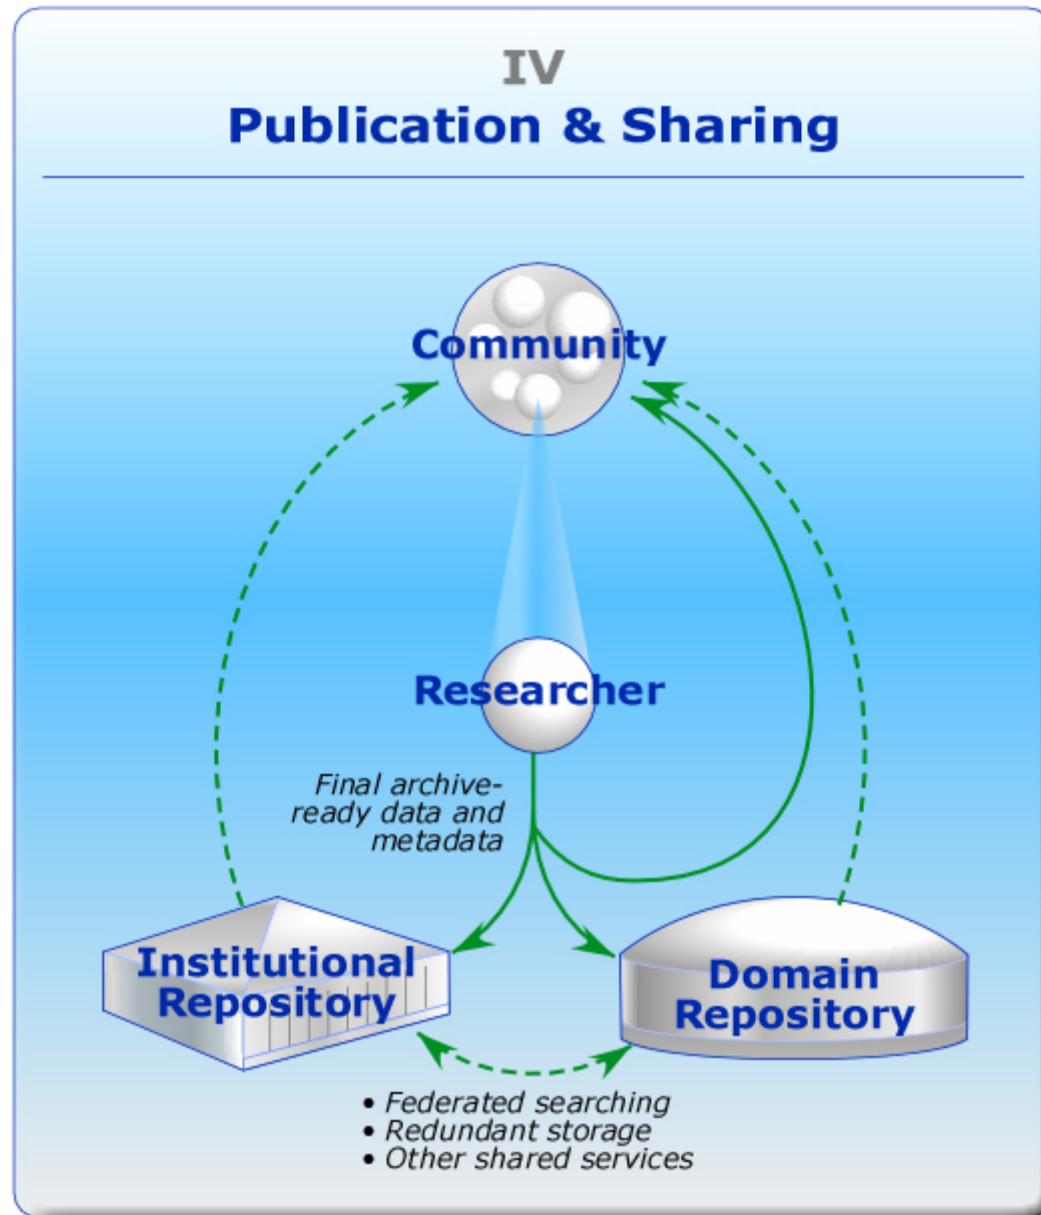 IV
Publication & Sharing
Community
Researcher
Final archive-
ready data and
metadata
Institutional
Repository
Domain
Repository
• Federated searching
• Redundant storage
• Other shared services